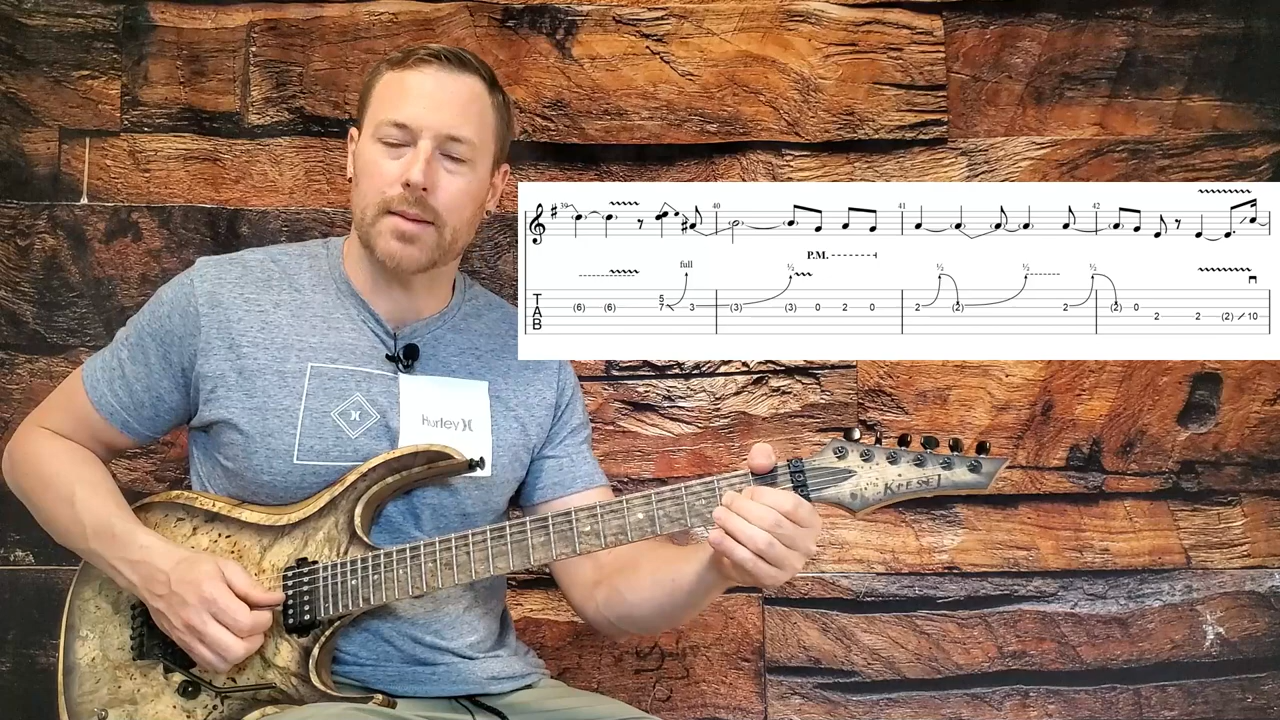 39 40 41 42
P.M.
full ½ ½ ½ ½
5
(6) (6) 7 3 (3) (3) 0 2 0 2 (2) 2 (2) 0
2 2 (2) 10
T
A
B
Hurley
KIESEL